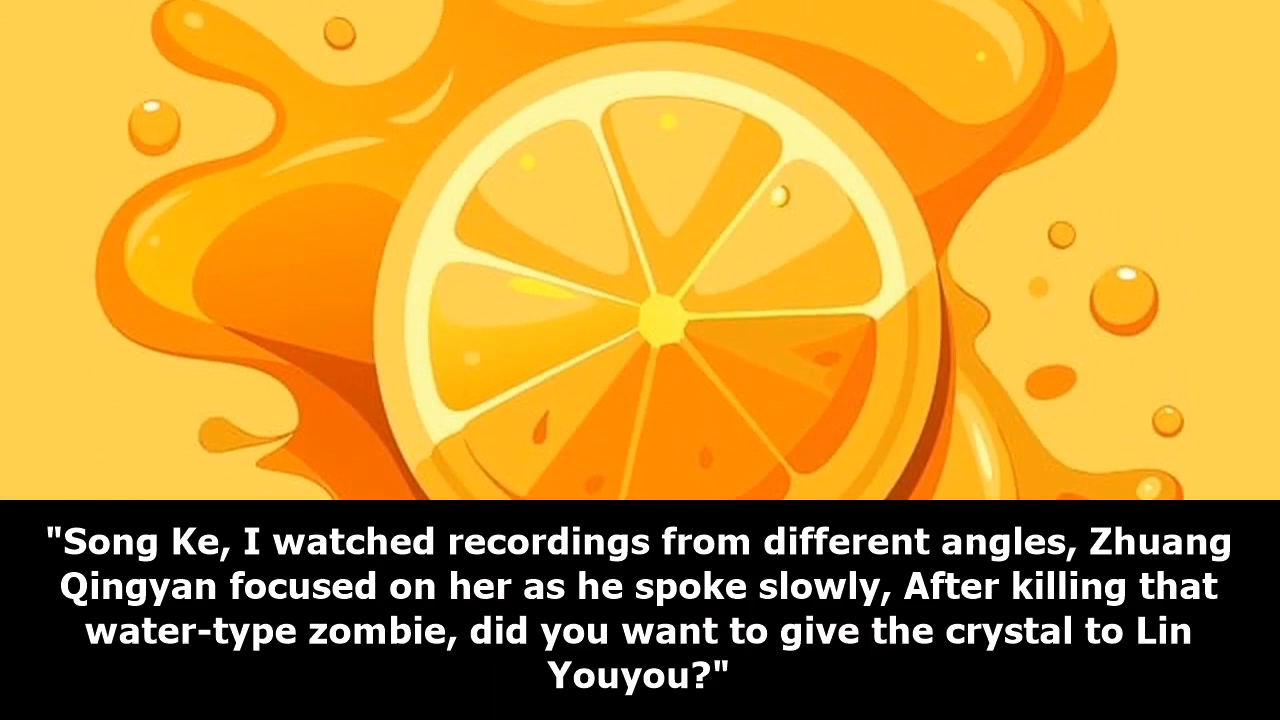 "Song Ke, I watched recordings from different angles, Zhuang
Qingyan focused on her as he spoke slowly, After killing that
water-type zombie, did you want to give the crystal to Lin
Youyou?"